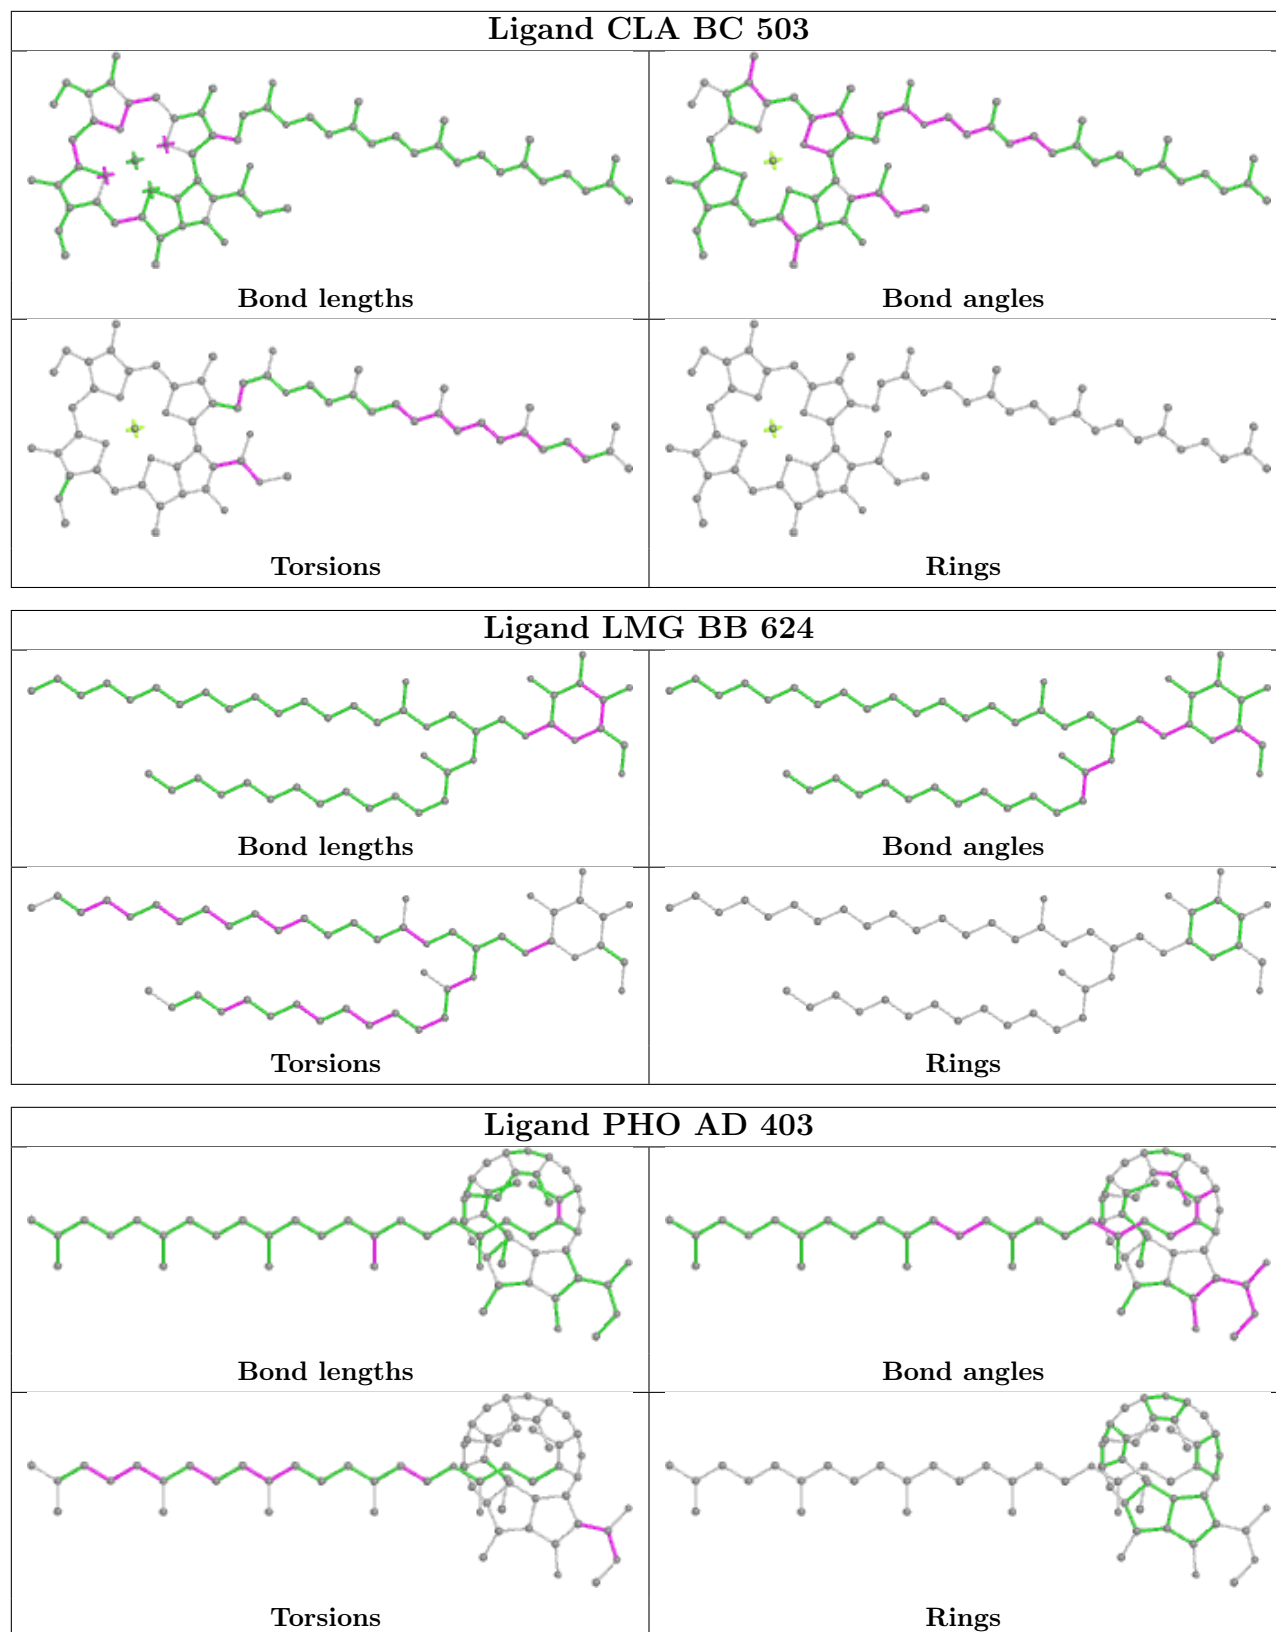 Ligand CLA BC 503
Bond lengths
Bond angles
Torsions
Rings
Ligand LMG BB 624
Bond lengths
Bond angles
Torsions
Rings
Ligand PHO AD 403
Bond lengths
Bond angles
Torsions
Rings